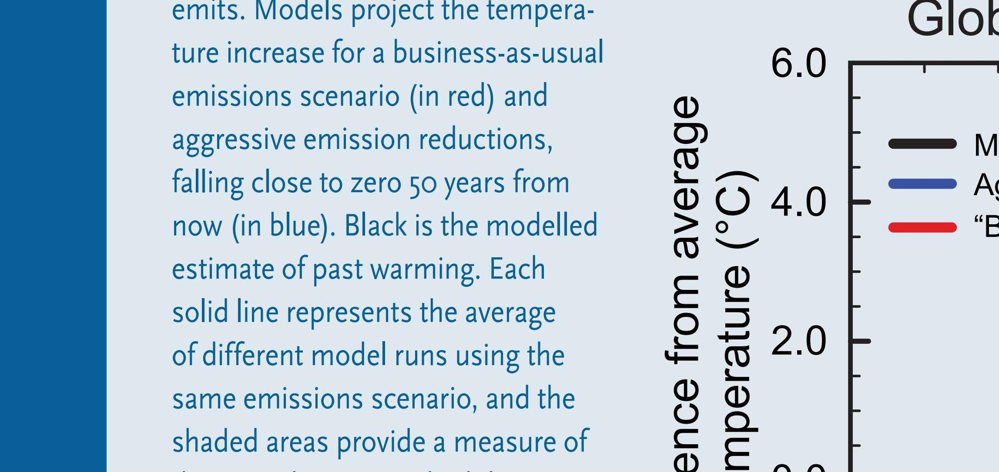 emits. Models project the tempera-
ture increase for a business-as-usual
emissions scenario (in red) and
aggressive emission reductions,
falling close to zero 50 years from
now (in blue). Black is the modelled
estimate of past warming. Each
solid line represents the average
of different model runs using the
same emissions scenario, and the
shaded areas provide a measure of
Glob
6.0
4.0
2.0
ence from average
mperature (°C)
M
Ag
“B